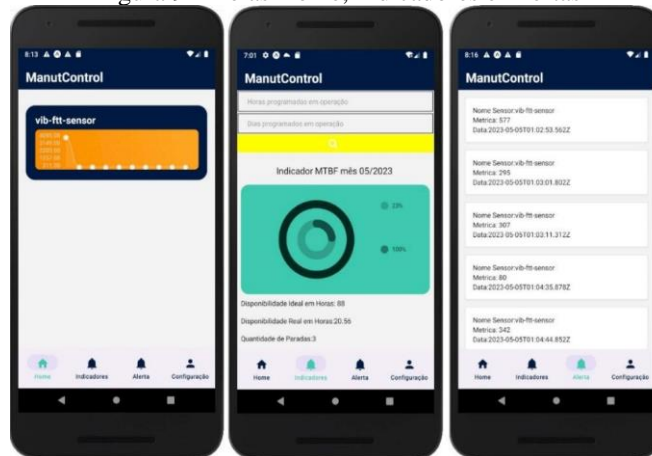 8:13
ManutControl
vib-ftt-sensor
Home
Indicadores
Alerta
Configuração
7:01
ManutControl
Horas programadas em operação
Dias programados em operação
Indicador MTBF mês 05/2023
23%
100%
Disponibilidade Ideal em Horas: 88
Disponibilidade Real em Horas:20.56
Quantidade de Paradas:3
Home
Indicadores
Alerta
Configuração
8:16
ManutControl
Nome Sensor:vib-ftt-sensor
Metrica: 577
Data:2023-05-05T01:02:53.562Z
Nome Sensor:vib-ftt-sensor
Metrica: 295
Data:2023-05-05T01:03:01.802Z
Nome Sensor:vib-ftt-sensor
Metrica: 307
Data:2023-05-05T01:03:11.312Z
Nome Sensor:vib-ftt-sensor
Metrica: 80
Data:2023-05-05T01:04:35.878Z
Nome Sensor:vib-ftt-sensor
Metrica: 342
Data:2023-05-05T01:04:44.852Z
Home
Indicadores
Alerta
Configuração